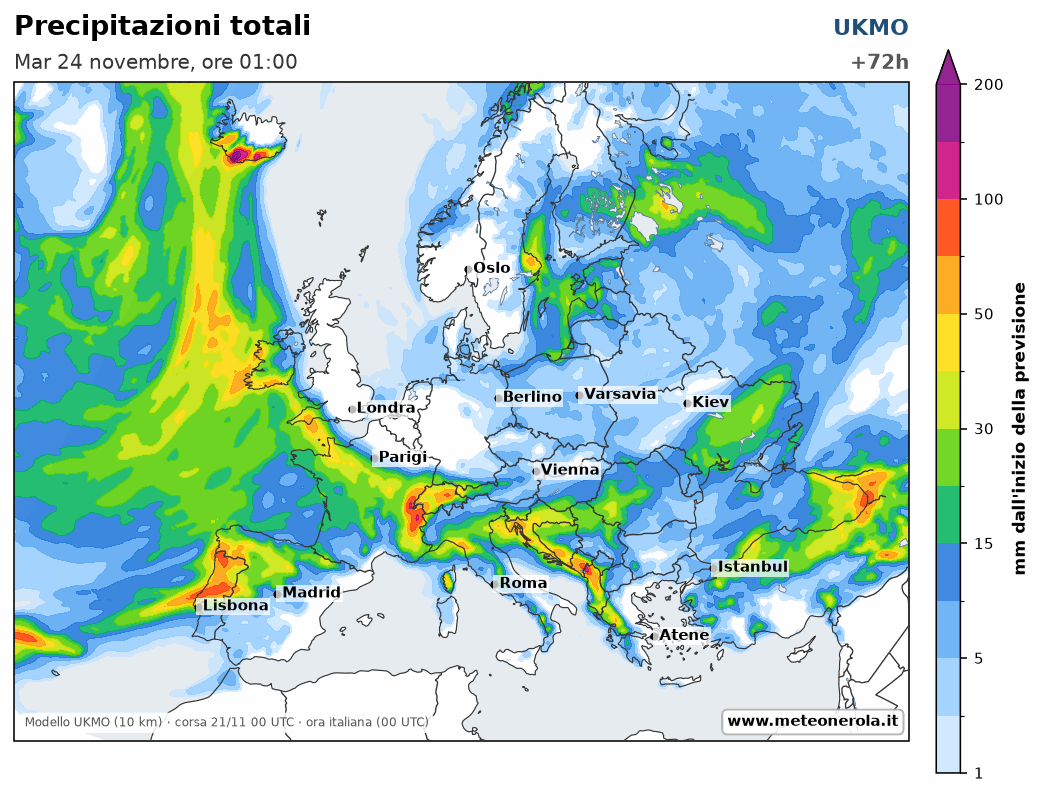 Precipitazioni totali
UKMO
Mar 24 novembre, ore 01:00
+72h
200
100
50
30
15
5
1
mm dall'inizio della previsione
Oslo
Londra
Berlino
Varsavia
Kiev
Parigi
Vienna
Istanbul
Roma
Madrid
Lisbona
Atene
Modello UKMO (10 km) · corsa 21/11 00 UTC · ora italiana (00 UTC)
www.meteonerola.it